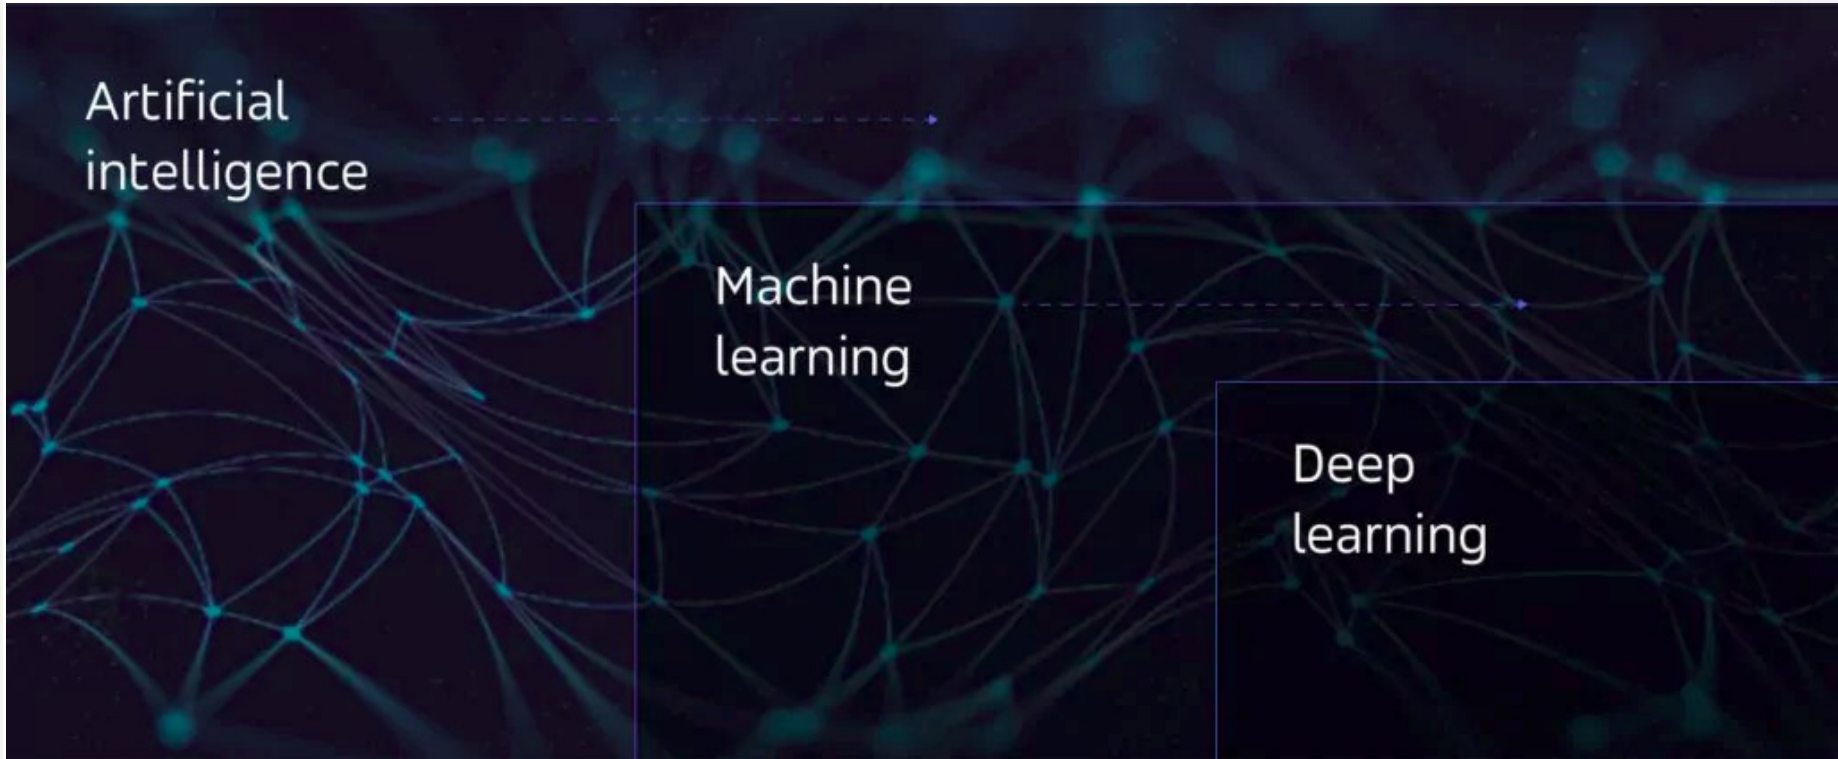 Artificial
intelligence
Machine
learning
Deep
learning